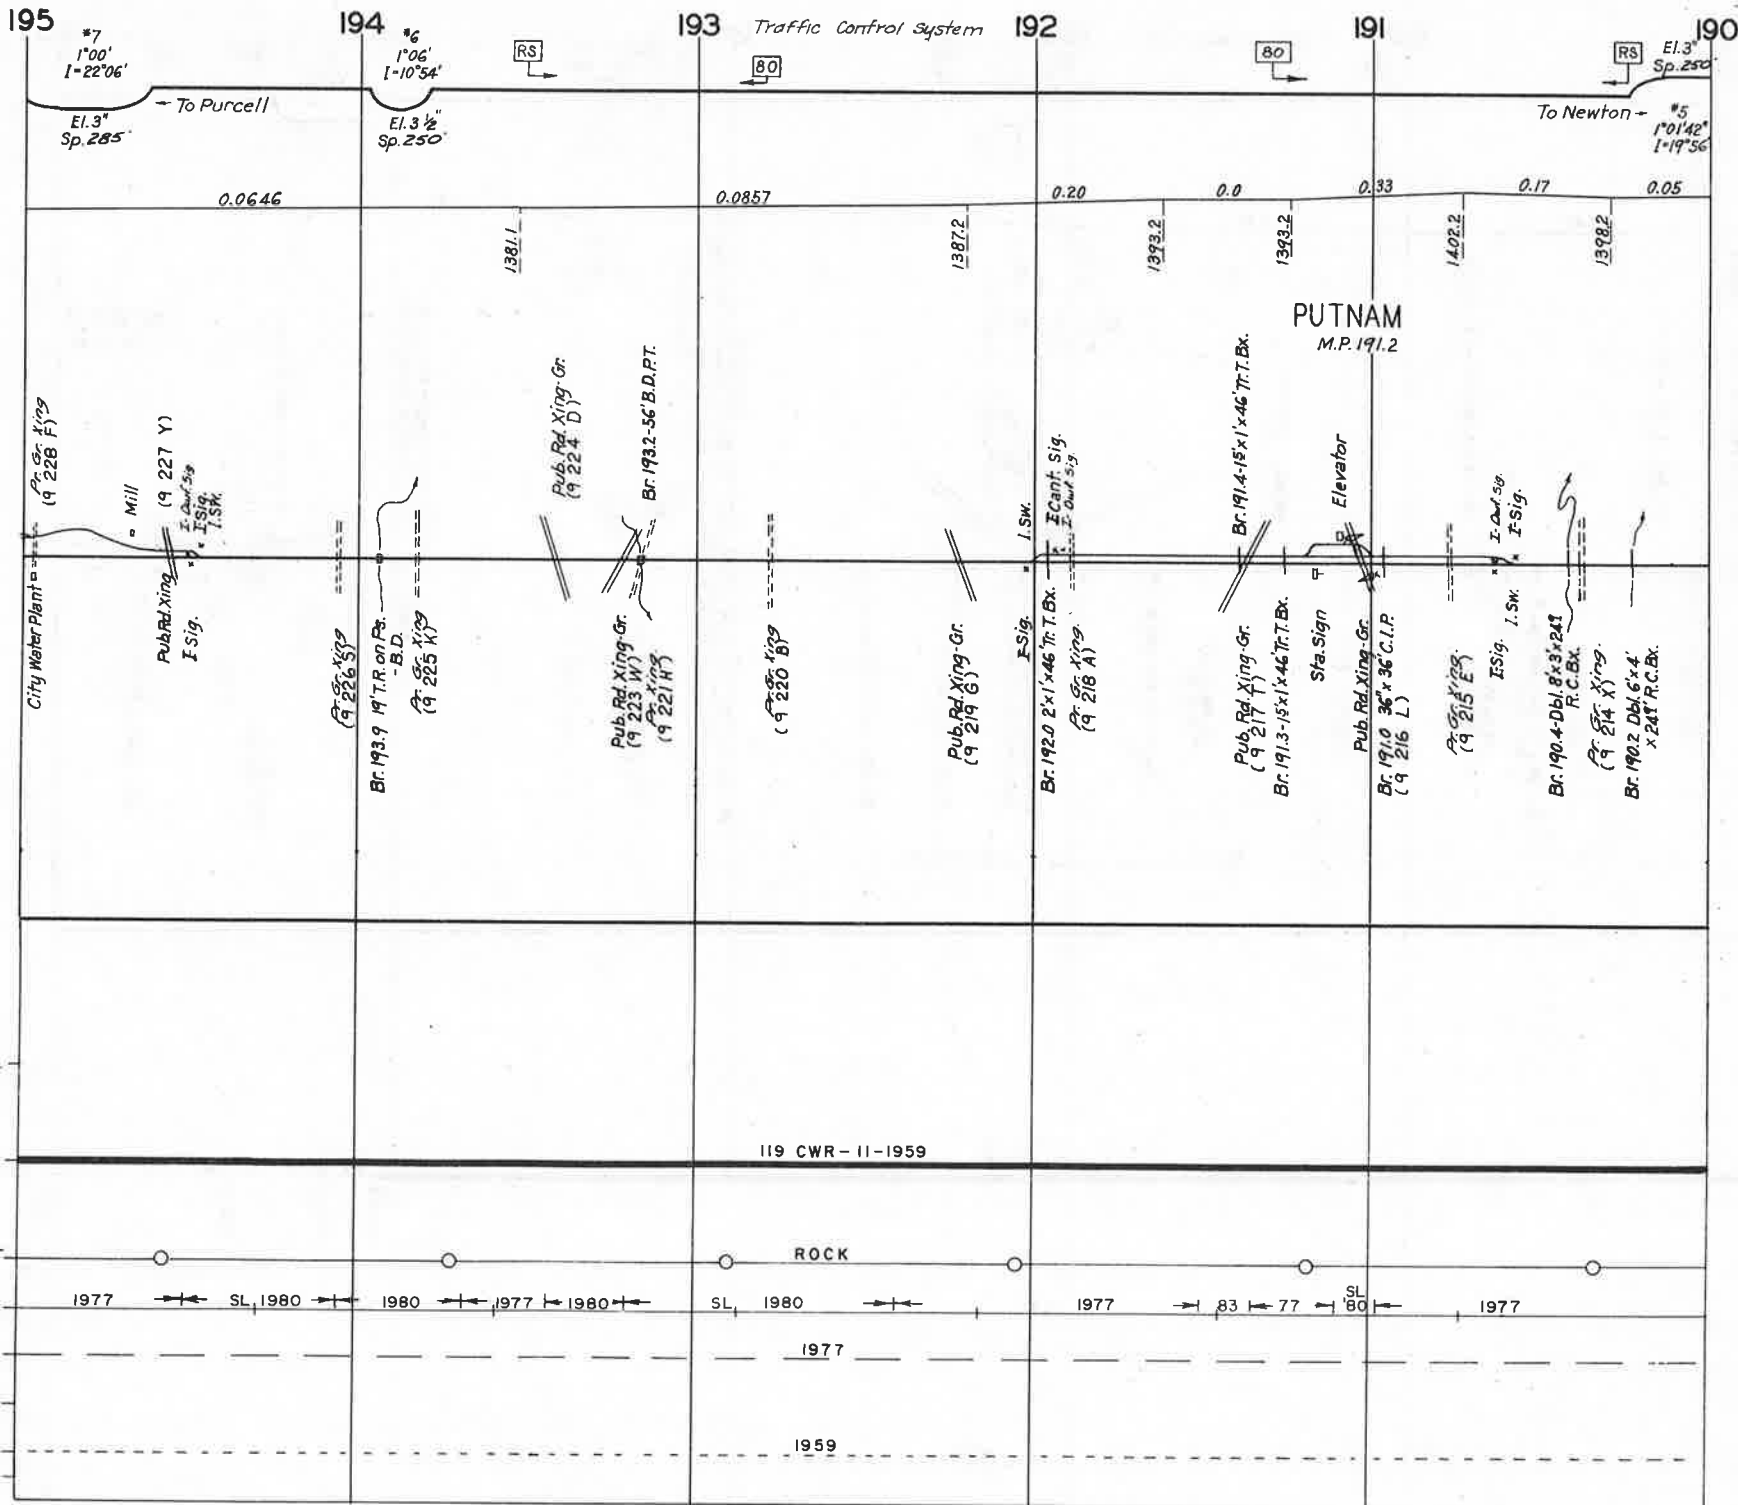 195
194
193
Traffic Control System
192
191
190
#7
1°00'
I=22°06'
#6
1°06'
I=10°54'
RS
80
80
RS
El.3"
Sp.250
← To Purcell
El.3"
Sp.285
El.3½"
Sp.250
To Newton →
#5
1°01'42"
I=19°56'
0.0646
0.0857
0.20
0.0
0.33
0.17
0.05
1381.1
1387.2
1393.2
1393.2
1402.2
1398.2
PUTNAM
M.P. 191.2
Pr. Gr. Xing
(9 228 F)
Mill
(9 227 Y)
I-Dwf. Sig.
I Sig.
I. Sw.
Pub. Rd. Xing-Gr.
(9 224 D)
Br. 193.2-56' B.D.P.T.
I. Sw.
I Cant. Sig.
I-Dwf. Sig.
Br. 191.4-15'x1'x46' Tr. T. Bx.
Elevator
I-Dwf. Sig.
I-Sig.
City Water Plant
Pub. Rd. Xing
I-Sig.
Pr. Gr. Xing
(9 226 S)
Br. 193.9 19' T.R. on Ps.
-B.D.
Pr. Gr. Xing
(9 225 K)
Pub. Rd. Xing-Gr.
(9 223 W)
Pr. Xing.
(9 221 H)
Pr. Gr. Xing
(9 220 B)
Pub. Rd. Xing-Gr.
(9 219 G)
I-Sig.
Br. 192.0 2'x1'x46' Tr. T. Bx.
Pr. Gr. Xing.
(9 218 A)
Pub. Rd. Xing-Gr.
(9 217 T)
Br. 191.3-15'x1'x46' Tr. T. Bx.
Sta. Sign
Pub. Rd. Xing-Gr.
Br. 191.0 36"x36' C.I.P.
(9 216 L)
Pr. Gr. Xing
(9 215 E)
I Sig.
I. Sw.
Br. 190.4-Dbl. 8'x3'x249
R.C. Bx.
Pr. Gr. Xing.
(9 214 X)
Br. 190.2 Dbl. 6'x4'
x 249' R.C. Bx.
119 CWR-11-1959
ROCK
1977
SL 1980
1980
1977
1980
SL 1980
1977
83
77
SL
'80
1977
1977
1959